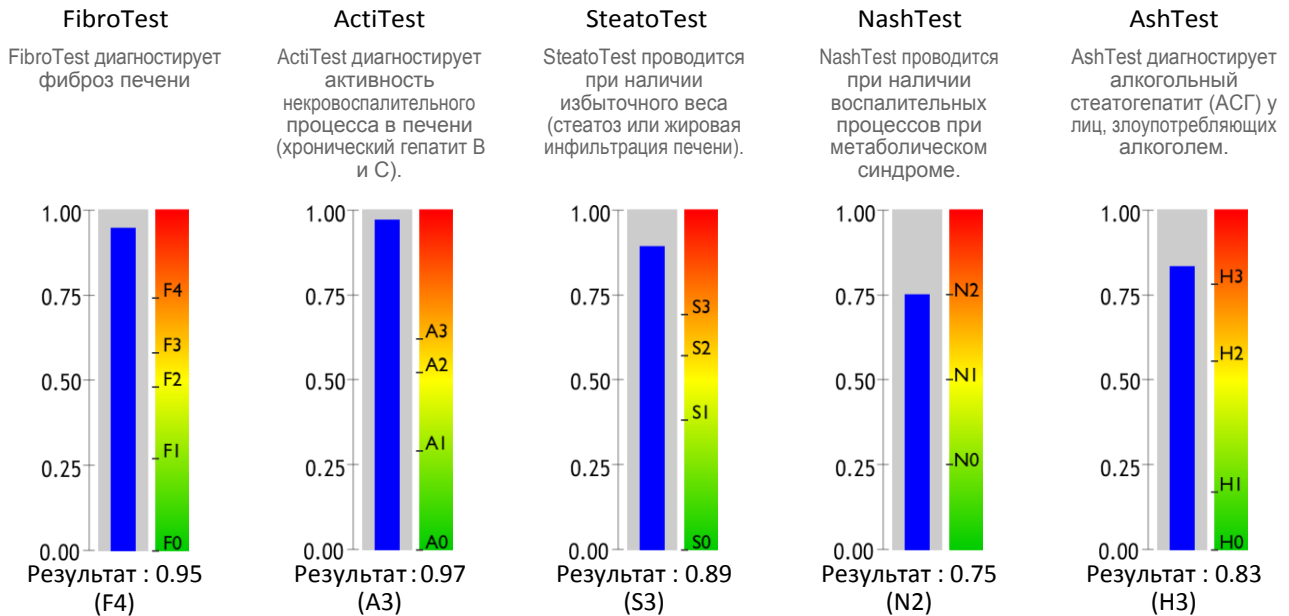 FibroTest
FibroTest диагностирует
фиброз печени
1.00
0.75
0.50
0.25
0.00
F4
F3
F2
F1
F0
Результат : 0.95
(F4)
ActiTest
ActiTest диагностирует
активность
некровоспалительного
процесса в печени
(хронический гепатит В
и С).
1.00
0.75
0.50
0.25
0.00
A3
A2
A1
A0
Результат : 0.97
(A3)
SteatoTest
SteatoTest проводится
при наличии
избыточного веса
(стеатоз или жировая
инфильтрация печени).
1.00
0.75
0.50
0.25
0.00
S3
S2
S1
S0
Результат : 0.89
(S3)
NashTest
NashTest проводится
при наличии
воспалительных
процессов при
метаболическом
синдроме.
1.00
0.75
0.50
0.25
0.00
N2
N1
N0
Результат : 0.75
(N2)
AshTest
AshTest диагностирует
алкогольный
стеатогепатит (АСГ) у
лиц, злоупотребляющих
алкоголем.
1.00
0.75
0.50
0.25
0.00
H3
H2
H1
H0
Результат : 0.83
(H3)